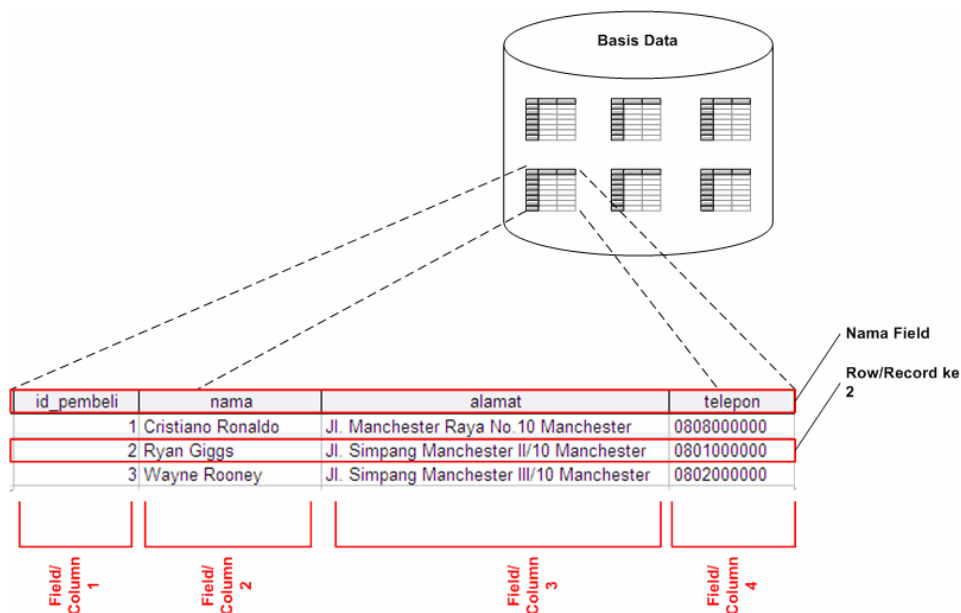 Basis Data
Nama Field
Row/Record ke
2
id_pembeli nama alamat telepon
1 Cristiano Ronaldo Jl. Manchester Raya No.10 Manchester 0808000000
2 Ryan Giggs Jl. Simpang Manchester II/10 Manchester 0801000000
3 Wayne Rooney Jl. Simpang Manchester III/10 Manchester 0802000000
Field/
Column
1
Field/
Column
2
Field/
Column
3
Field/
Column
4